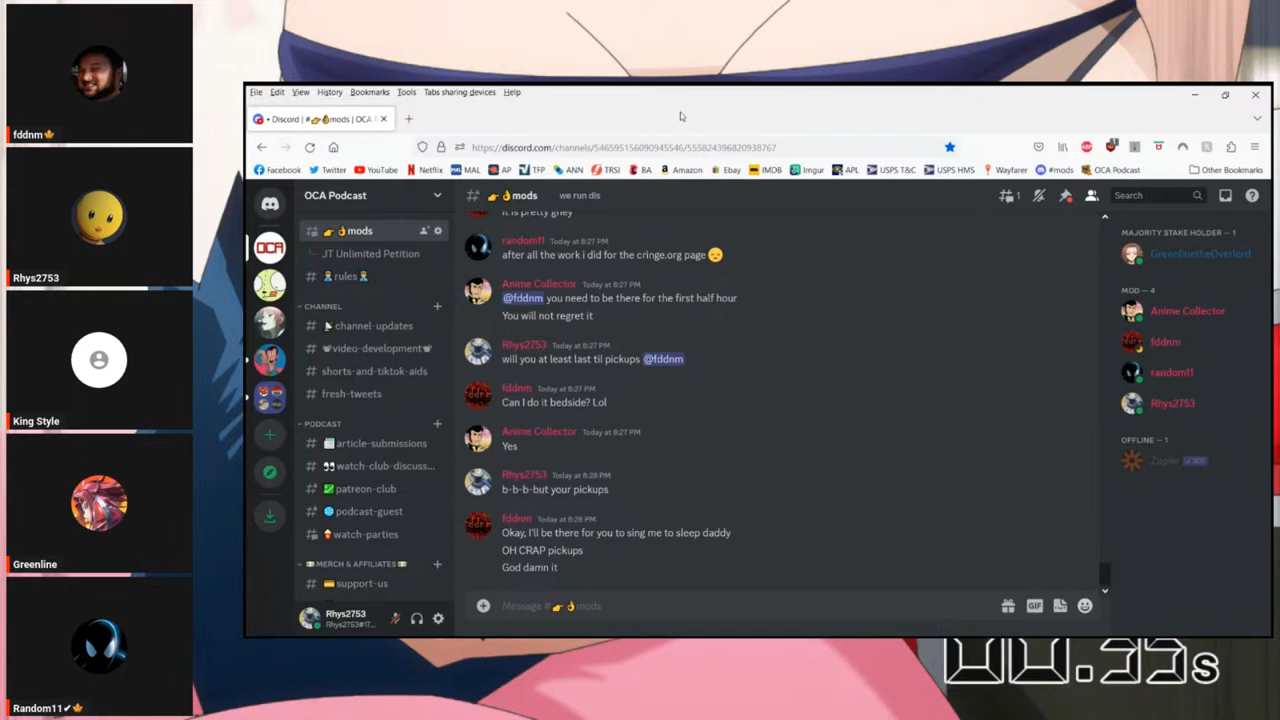 fddnm🍁
Rhys2753
King Style
Greenline
Random11✔🍁
File Edit View History Bookmarks Tools Tabs sharing devices Help
• Discord | #👉👌mods | OCA P
https://discord.com/channels/546595156090945546/555824396820938767
Facebook Twitter YouTube Netflix MAL AP TFP ANN TRSI BA Amazon Ebay IMDB Imgur APL USPS T&C USPS HMS Wayfarer #mods OCA Podcast Other Bookmarks
OCA Podcast
👉👌mods
we run dis
1
Search
OCA
👉👌mods
JT Unlimited Petition
rules
CHANNEL
channel-updates
video-development
shorts-and-tiktok-aids
fresh-tweets
PODCAST
article-submissions
watch-club-discuss...
patreon-club
podcast-guest
watch-parties
MERCH & AFFILIATES
support-us
Rhys2753
Rhys2753#17...
it is pretty ghey
random11 Today at 8:27 PM
after all the work i did for the cringe.org page 😔
Anime Collector Today at 8:27 PM
@fddnm you need to be there for the first half hour
You will not regret it
Rhys2753 Today at 8:27 PM
will you at least last til pickups @fddnm
fddnm Today at 8:27 PM
Can I do it bedside? Lol
Anime Collector Today at 8:27 PM
Yes
Rhys2753 Today at 8:28 PM
b-b-b-but your pickups
fddnm Today at 8:28 PM
Okay, I'll be there for you to sing me to sleep daddy
OH CRAP pickups
God damn it
Message #👉👌mods
GIF
MAJORITY STAKE HOLDER — 1
GreenlinetheOverlord
MOD — 4
Anime Collector
fddnm
random11
Rhys2753
OFFLINE — 1
Zapier ✓ BOT